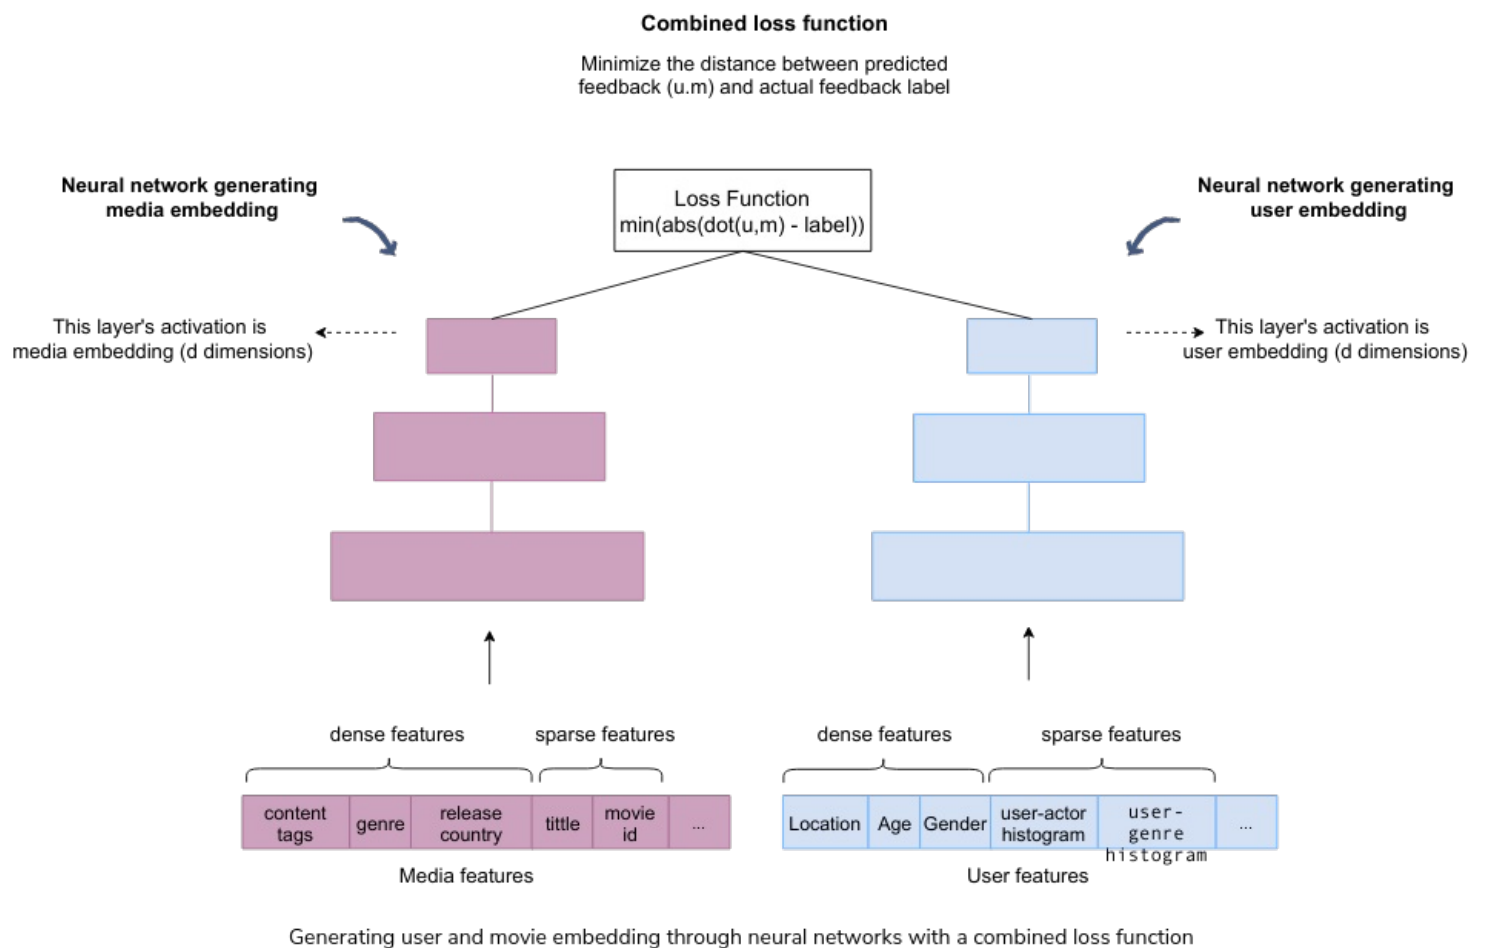 Combined loss function
Minimize the distance between predicted
feedback (u.m) and actual feedback label
Neural network generating
media embedding
Loss Function
min(abs(dot(u,m) - label))
Neural network generating
user embedding
This layer's activation is
media embedding (d dimensions)
This layer's activation is
user embedding (d dimensions)
dense features
sparse features
content
tags
genre
release
country
tittle
movie
id
...
Media features
dense features
sparse features
Location
Age
Gender
user-actor
histogram
user-
genre
histogram
...
User features
Generating user and movie embedding through neural networks with a combined loss function